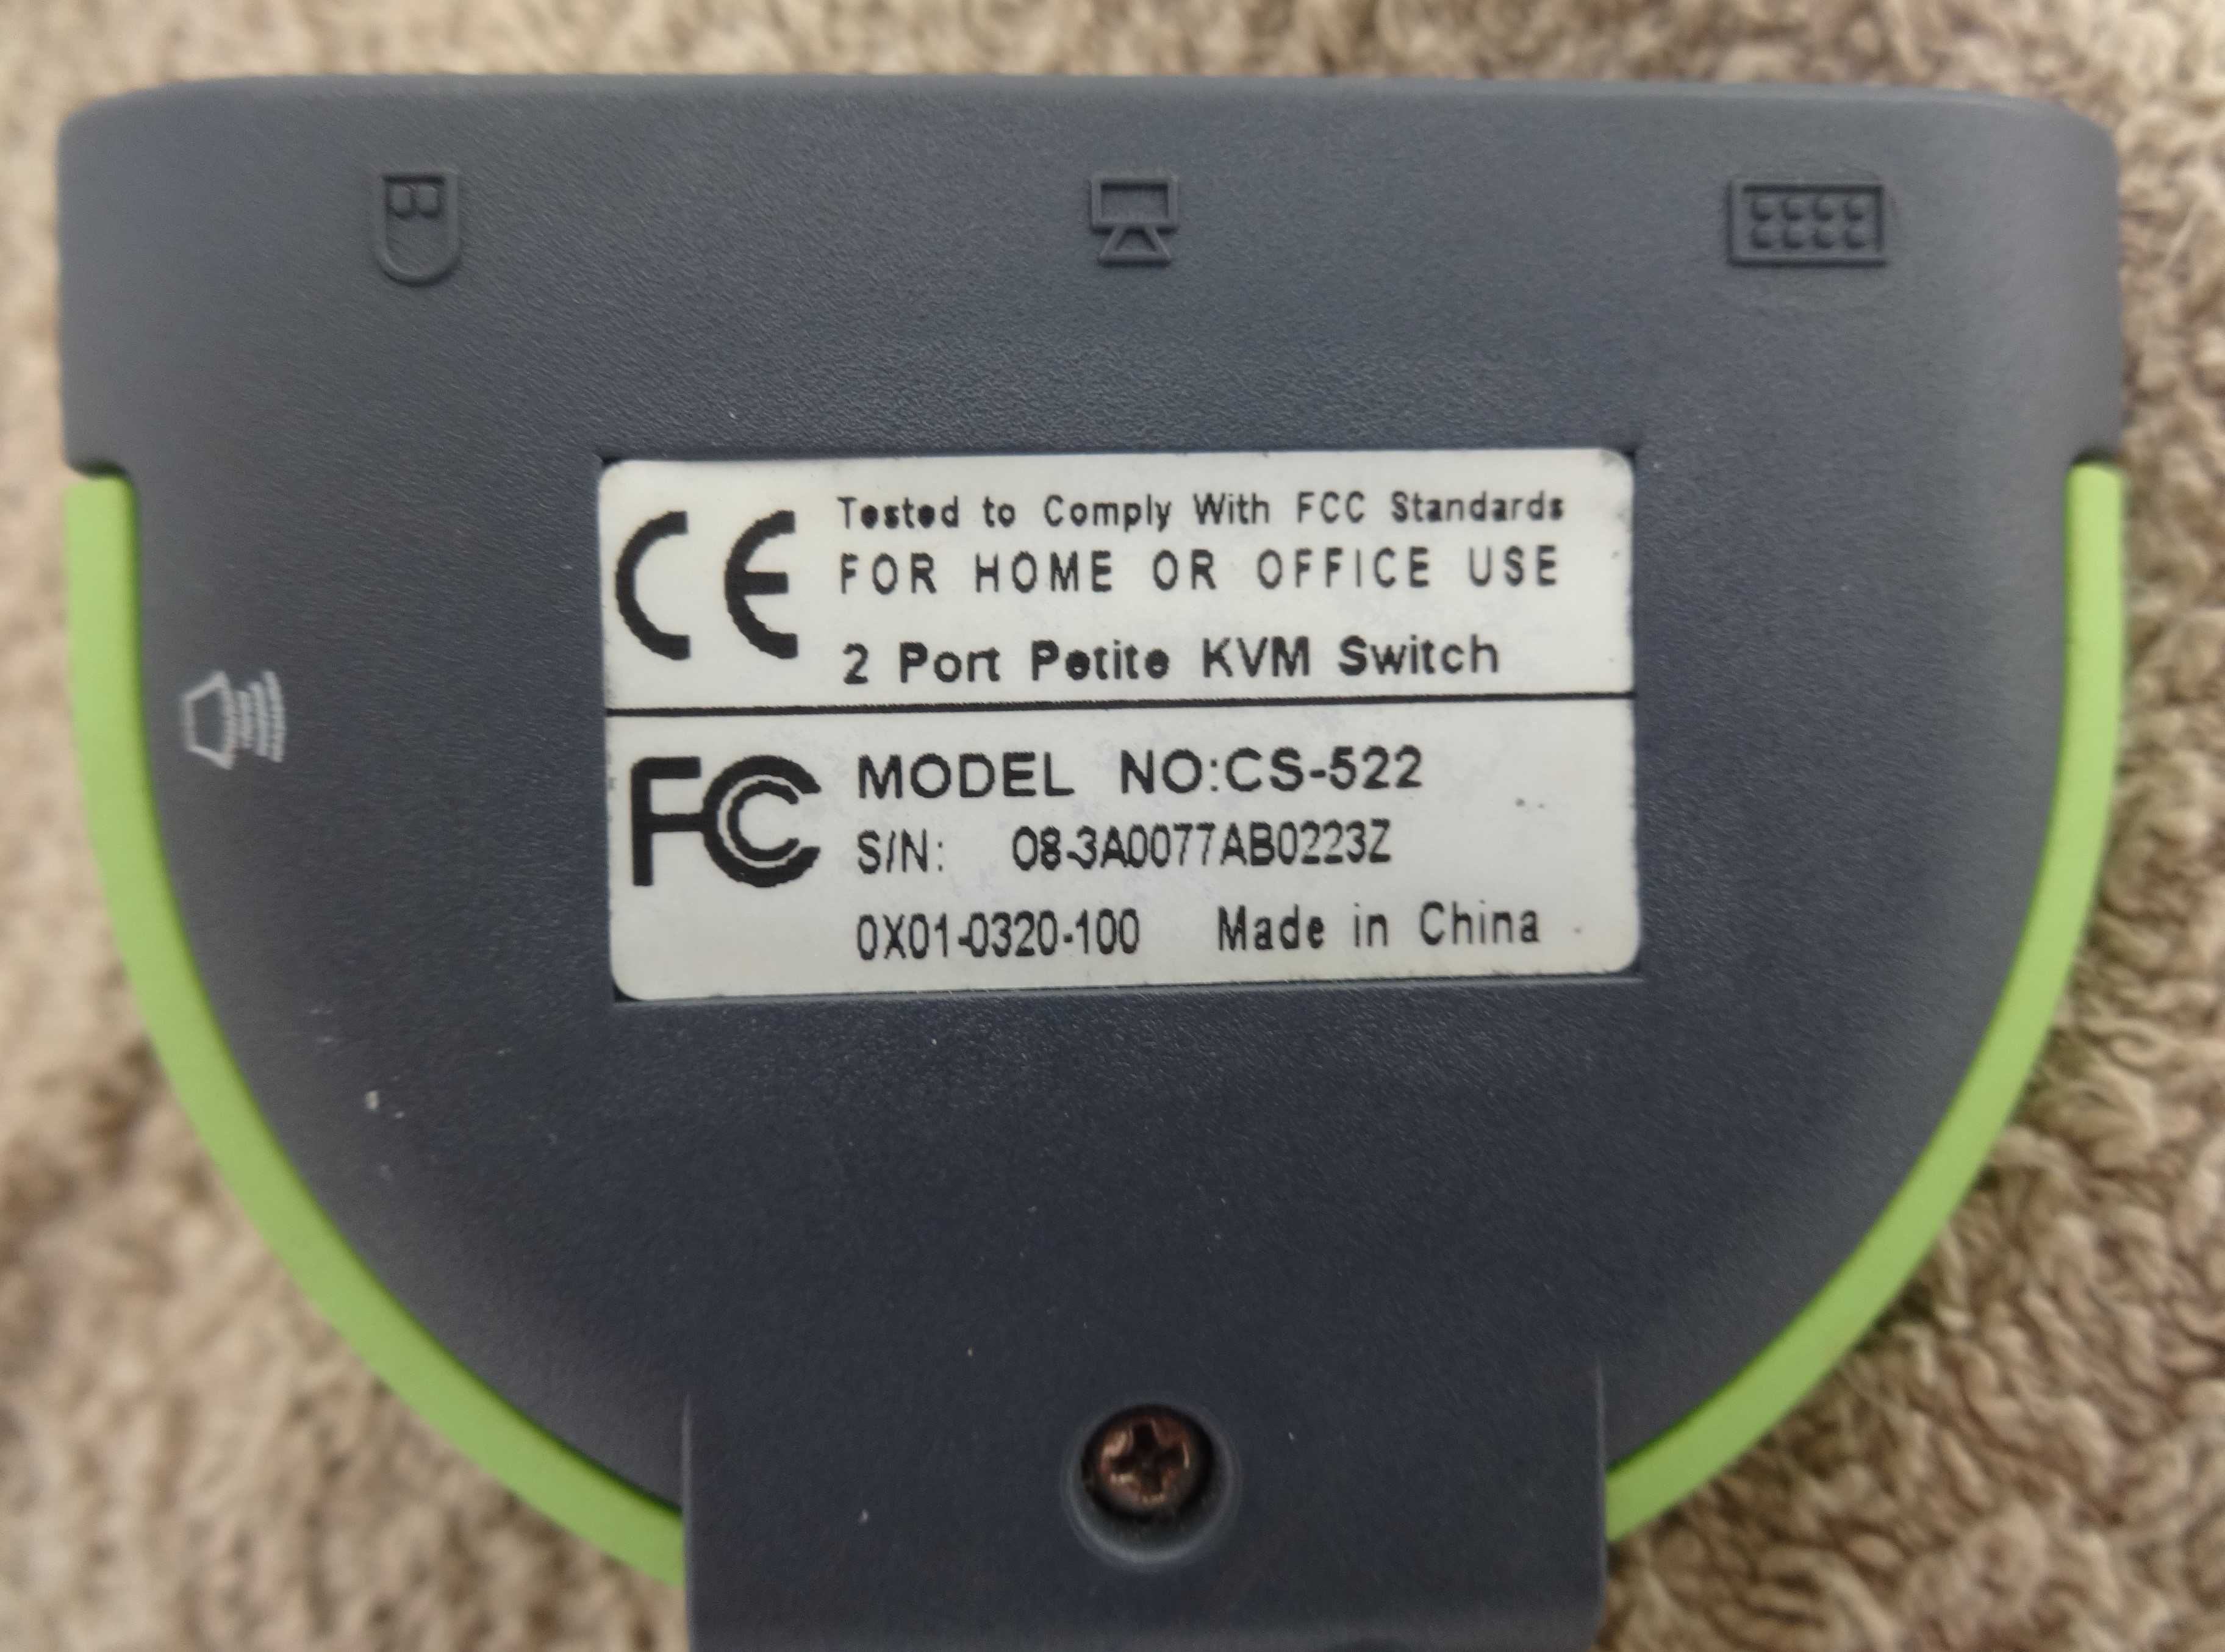 CE
Tested to Comply With FCC Standards
FOR HOME OR OFFICE USE
2 Port Petite KVM Switch
FC
MODEL NO:CS-522
S/N: 08-3A0077AB0223Z
0X01-0320-100 Made in China